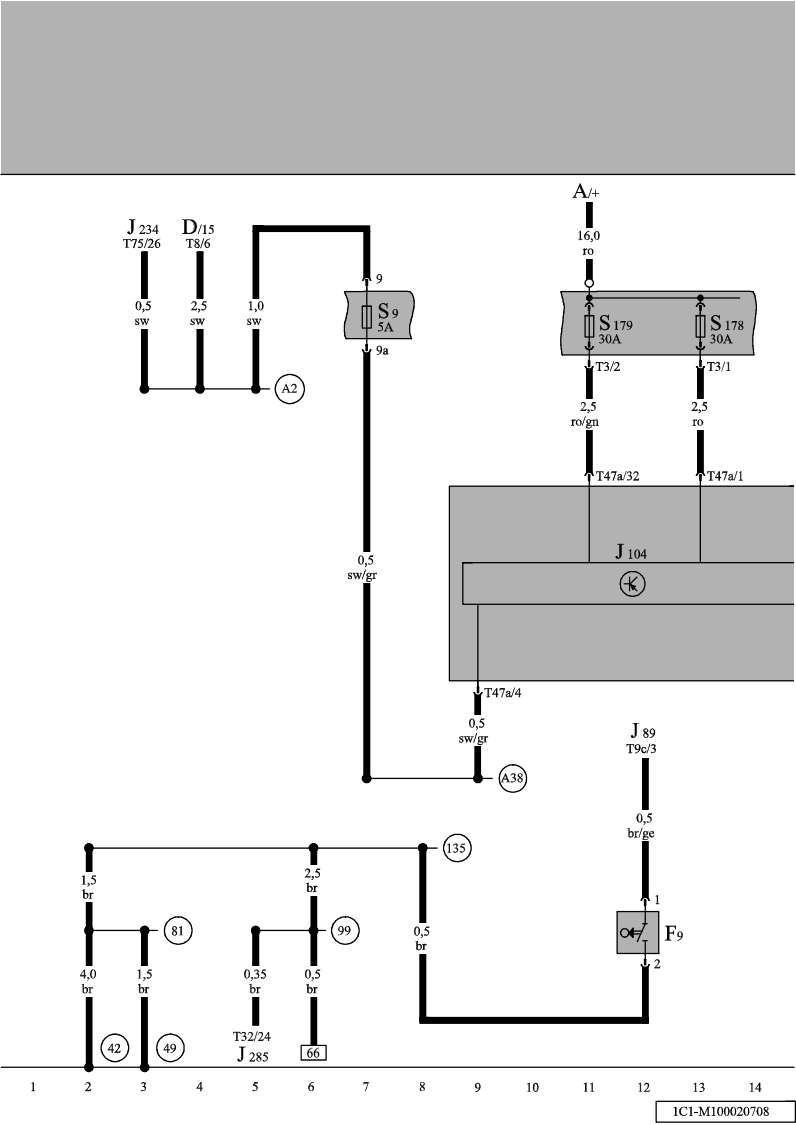 A/+
16,0
ro
J 234
T75/26
D/15
T8/6
0,5
sw
2,5
sw
1,0
sw
9
S 9
5A
9a
S 179
30A
S 178
30A
T3/2
T3/1
A2
2,5
ro/gn
2,5
ro
T47a/32
T47a/1
J 104
0,5
sw/gr
T47a/4
0,5
sw/gr
A38
J 89
T9c/3
0,5
br/ge
135
1,5
br
2,5
br
1
F9
2
81
99
0,5
br
4,0
br
1,5
br
0,35
br
0,5
br
T32/24
J 285
42
49
66
1 2 3 4 5 6 7 8 9 10 11 12 13 14
1C1-M100020708